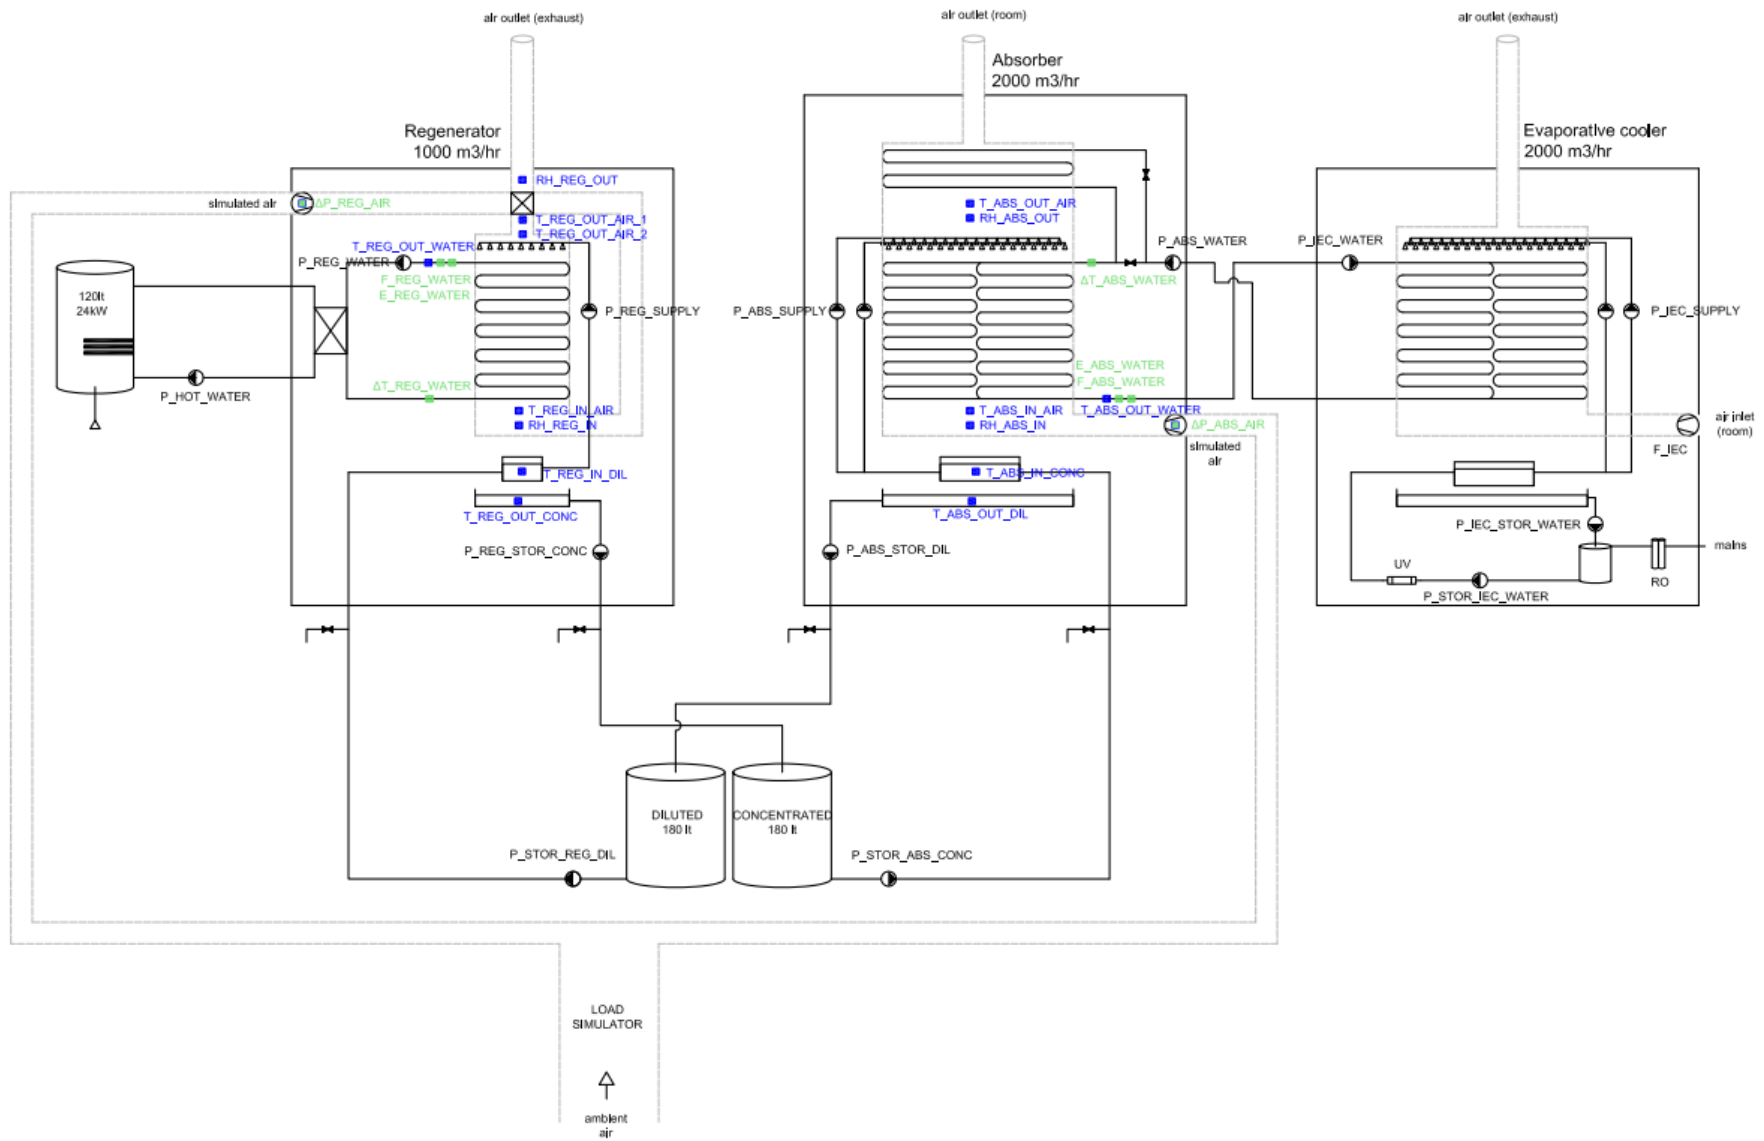 air outlet (exhaust)
air outlet (room)
air outlet (exhaust)
Absorber
2000 m3/hr
Regenerator
1000 m3/hr
Evaporative cooler
2000 m3/hr
RH_REG_OUT
simulated air
ΔP_REG_AIR
T_REG_OUT_AIR_1
T_REG_OUT_AIR_2
T_REG_OUT_WATER
P_REG_WATER
F_REG_WATER
E_REG_WATER
120lt
24kW
P_REG_SUPPLY
ΔT_REG_WATER
P_HOT_WATER
T_REG_IN_AIR
RH_REG_IN
T_REG_IN_DIL
T_REG_OUT_CONC
P_REG_STOR_CONC
T_ABS_OUT_AIR
RH_ABS_OUT
P_ABS_WATER
ΔT_ABS_WATER
P_ABS_SUPPLY
E_ABS_WATER
F_ABS_WATER
T_ABS_IN_AIR
T_ABS_OUT_WATER
RH_ABS_IN
ΔP_ABS_AIR
simulated
air
T_ABS_IN_CONC
T_ABS_OUT_DIL
P_ABS_STOR_DIL
P_IEC_WATER
P_IEC_SUPPLY
air inlet
(room)
F_IEC
P_IEC_STOR_WATER
mains
UV
RO
P_STOR_IEC_WATER
DILUTED
180 lt
CONCENTRATED
180 lt
P_STOR_REG_DIL
P_STOR_ABS_CONC
LOAD
SIMULATOR
ambient
air